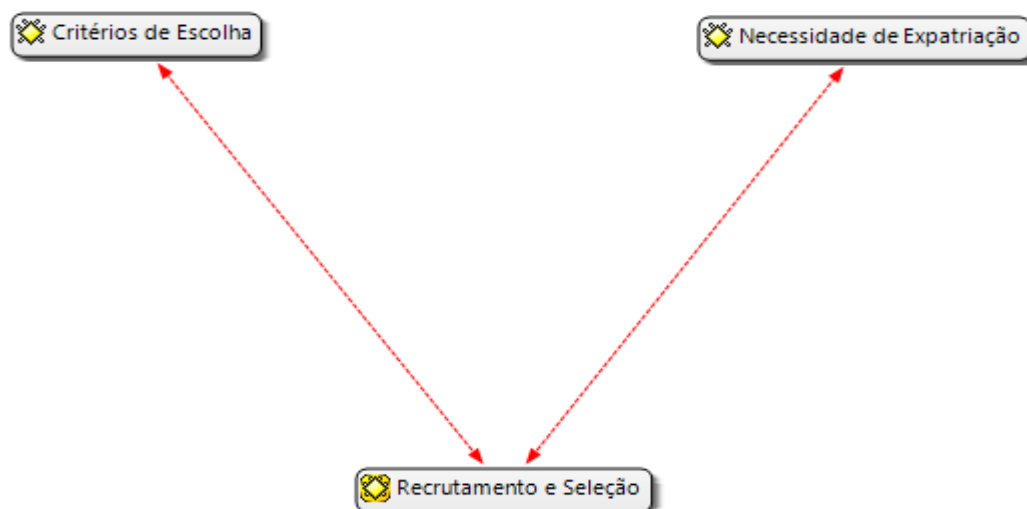 Critérios de Escolha
Necessidade de Expatriação
Recrutamento e Seleção